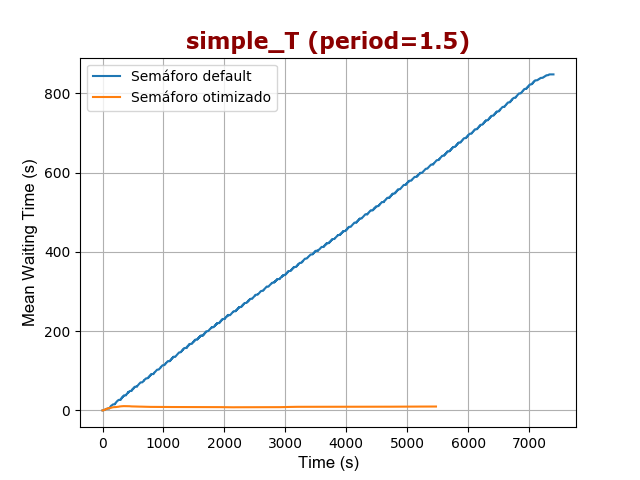 simple_T (period=1.5)
Semáforo default
Semáforo otimizado
Mean Waiting Time (s)
800
600
400
200
0
0 1000 2000 3000 4000 5000 6000 7000
Time (s)